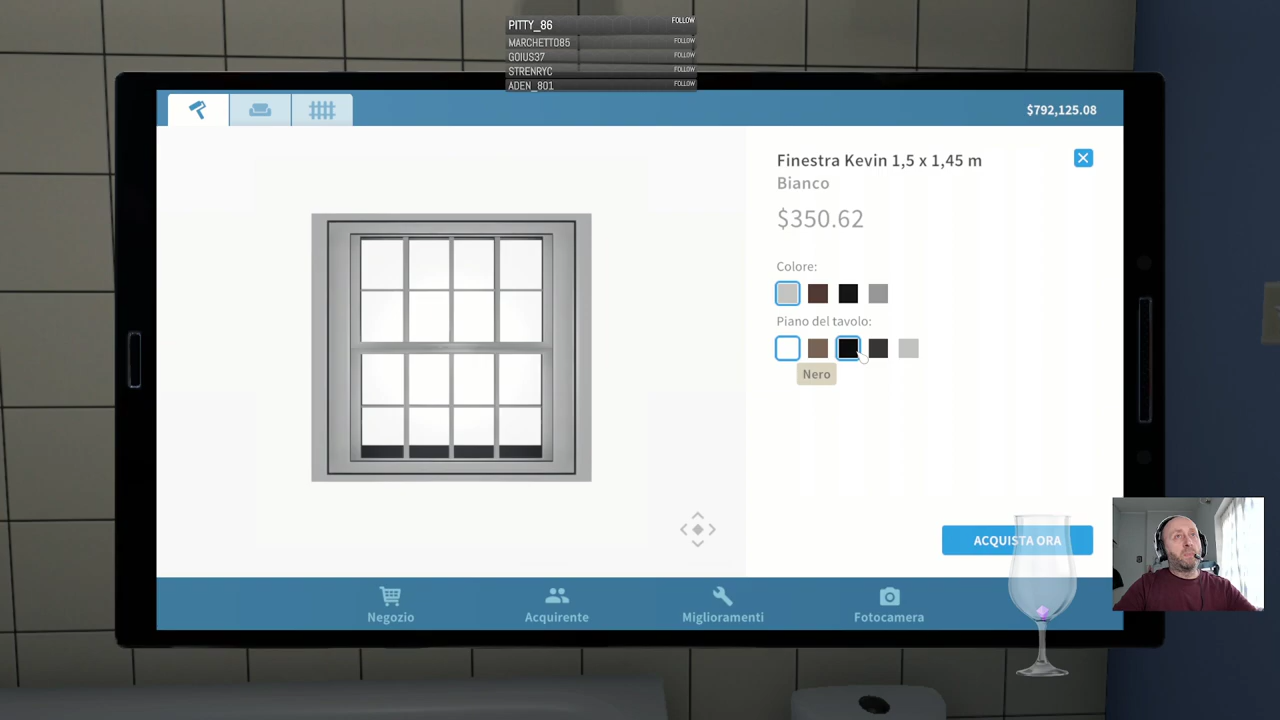 PITTY_86 FOLLOW
MARCHETTO85 FOLLOW
GOIUS37 FOLLOW
STRENRYC FOLLOW
ADEN_801 FOLLOW
$792,125.08
Finestra Kevin 1,5 x 1,45 m
Bianco
$350.62
Colore:
Piano del tavolo:
Nero
ACQUISTA ORA
Negozio
Acquirente
Miglioramenti
Fotocamera